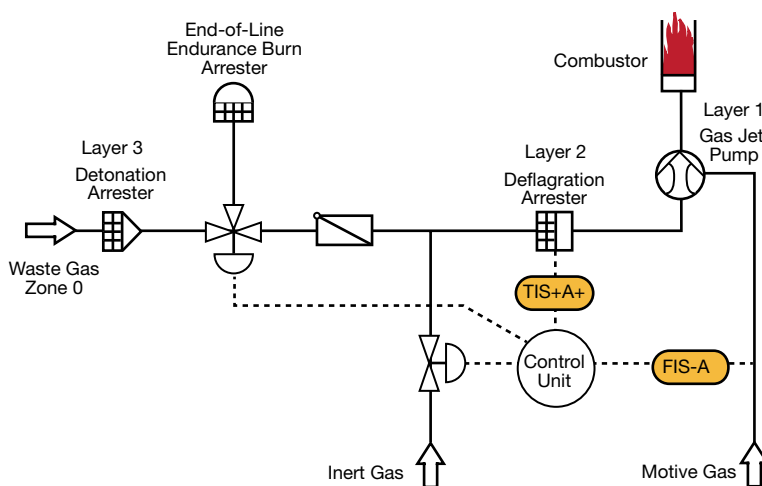 End-of-Line
Endurance Burn
Arrester
Combustor
Layer 1
Gas Jet
Pump
Layer 3
Detonation
Arrester
Layer 2
Deflagration
Arrester
Waste Gas
Zone 0
TIS+A+
Control
Unit
FIS-A
Inert Gas
Motive Gas